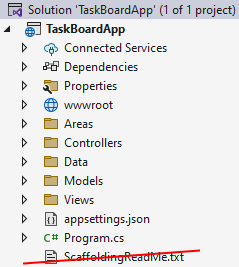 Solution 'TaskBoardApp' (1 of 1 project)
TaskBoardApp
Connected Services
Dependencies
Properties
wwwroot
Areas
Controllers
Data
Models
Views
appsettings.json
C# Program.cs
ScaffoldingReadMe.txt